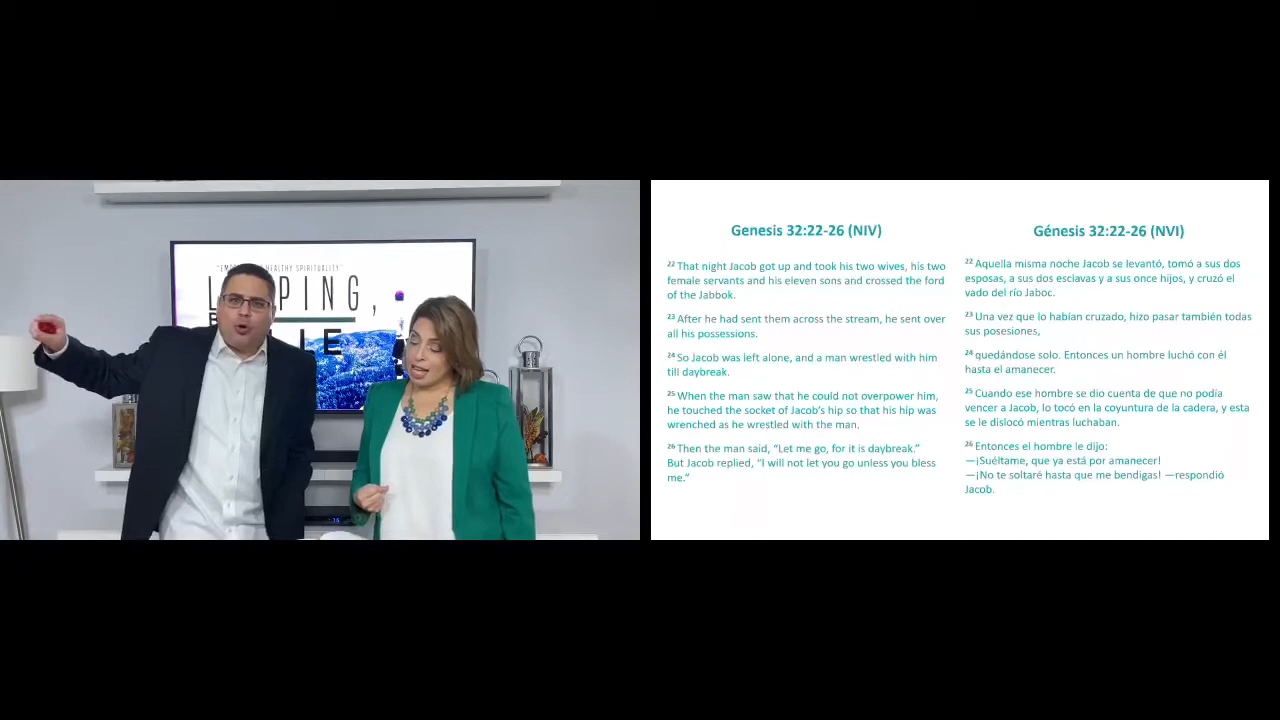 HEALTHY SPIRITUALITY"
PING,
Genesis 32:22-26 (NIV)
22 That night Jacob got up and took his two wives, his two
female servants and his eleven sons and crossed the ford
of the Jabbok.
23 After he had sent them across the stream, he sent over
all his possessions.
24 So Jacob was left alone, and a man wrestled with him
till daybreak.
25 When the man saw that he could not overpower him,
he touched the socket of Jacob's hip so that his hip was
wrenched as he wrestled with the man.
26 Then the man said, “Let me go, for it is daybreak.”
But Jacob replied, “I will not let you go unless you bless
me.”
Génesis 32:22-26 (NVI)
22 Aquella misma noche Jacob se levantó, tomó a sus dos
esposas, a sus dos esclavas y a sus once hijos, y cruzó el
vado del río Jaboc.
23 Una vez que lo habían cruzado, hizo pasar también todas
sus posesiones,
24 quedándose solo. Entonces un hombre luchó con él
hasta el amanecer.
25 Cuando ese hombre se dio cuenta de que no podía
vencer a Jacob, lo tocó en la coyuntura de la cadera, y esta
se le dislocó mientras luchaban.
26 Entonces el hombre le dijo:
—¡Suéltame, que ya está por amanecer!
—¡No te soltaré hasta que me bendigas! —respondió
Jacob.